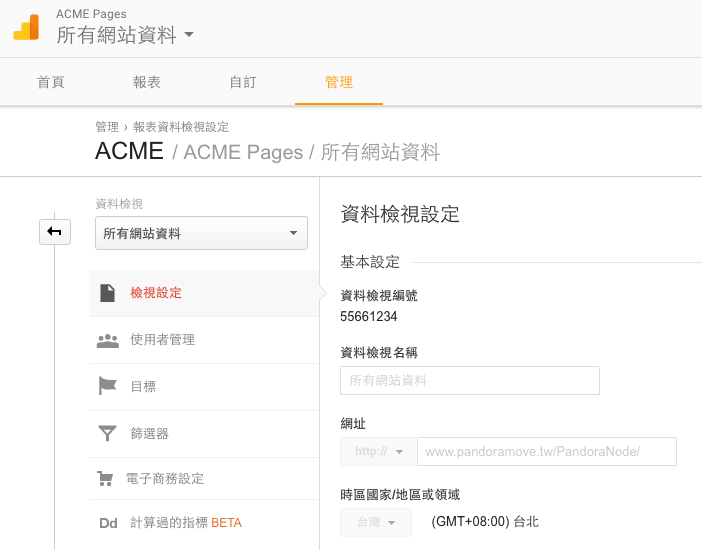 ACME Pages
所有網站資料
首頁 報表 自訂 管理
管理 › 報表資料檢視設定
ACME / ACME Pages / 所有網站資料
資料檢視
所有網站資料
檢視設定
使用者管理
目標
篩選器
電子商務設定
Dd 計算過的指標 BETA
資料檢視設定
基本設定
資料檢視編號
55661234
資料檢視名稱
所有網站資料
網址
http:// www.pandoramove.tw/PandoraNode/
時區國家/地區或領域
台灣 (GMT+08:00) 台北